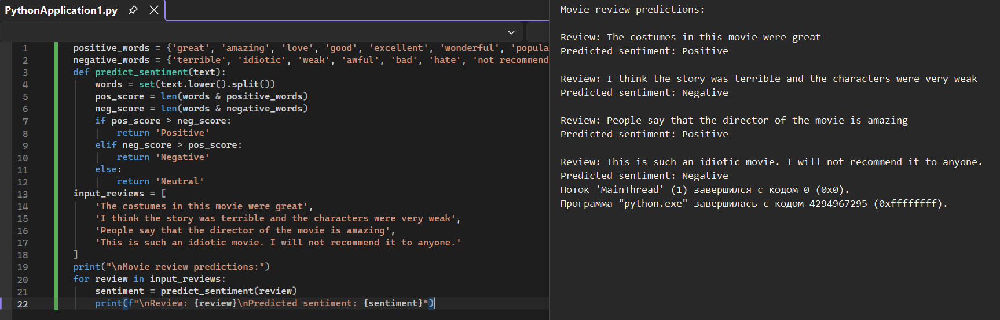 PythonApplication1.py
1 positive_words = {'great', 'amazing', 'love', 'good', 'excellent', 'wonderful', 'popula
2 negative_words = {'terrible', 'idiotic', 'weak', 'awful', 'bad', 'hate', 'not recommend
3 def predict_sentiment(text):
4     words = set(text.lower().split())
5     pos_score = len(words & positive_words)
6     neg_score = len(words & negative_words)
7     if pos_score > neg_score:
8         return 'Positive'
9     elif neg_score > pos_score:
10         return 'Negative'
11     else:
12         return 'Neutral'
13 input_reviews = [
14     'The costumes in this movie were great',
15     'I think the story was terrible and the characters were very weak',
16     'People say that the director of the movie is amazing',
17     'This is such an idiotic movie. I will not recommend it to anyone.'
18 ]
19 print("\nMovie review predictions:")
20 for review in input_reviews:
21     sentiment = predict_sentiment(review)
22     print(f"\nReview: {review}\nPredicted sentiment: {sentiment}")
Movie review predictions:
Review: The costumes in this movie were great
Predicted sentiment: Positive
Review: I think the story was terrible and the characters were very weak
Predicted sentiment: Negative
Review: People say that the director of the movie is amazing
Predicted sentiment: Positive
Review: This is such an idiotic movie. I will not recommend it to anyone.
Predicted sentiment: Negative
Поток 'MainThread' (1) завершился с кодом 0 (0x0).
Программа "python.exe" завершилась с кодом 4294967295 (0xffffffff).